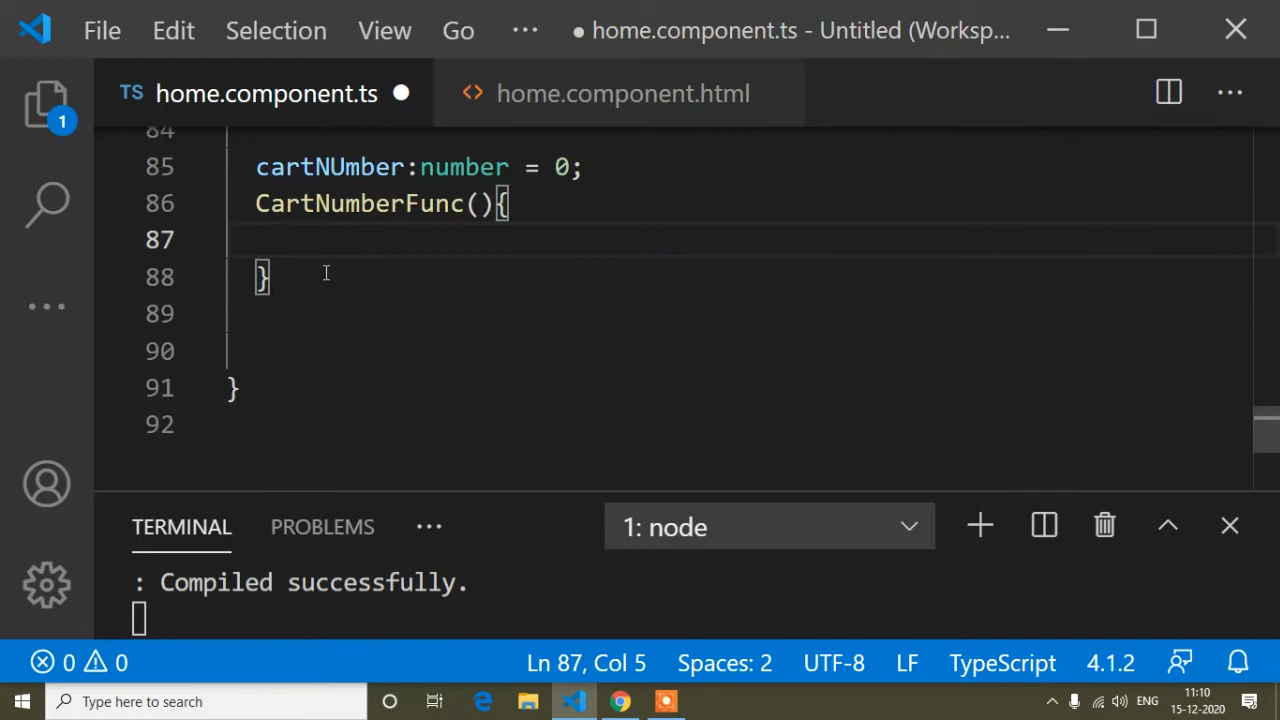 File Edit Selection View Go ··· ● home.component.ts - Untitled (Worksp...
TS home.component.ts ● <> home.component.html ···
1
84
85 cartNUmber:number = 0;
86 CartNumberFunc(){
87
88 }
89
90
91 }
92
TERMINAL PROBLEMS ··· 1: node
: Compiled successfully.
0 0 Ln 87, Col 5 Spaces: 2 UTF-8 LF TypeScript 4.1.2
Type here to search ENG 11:10
15-12-2020